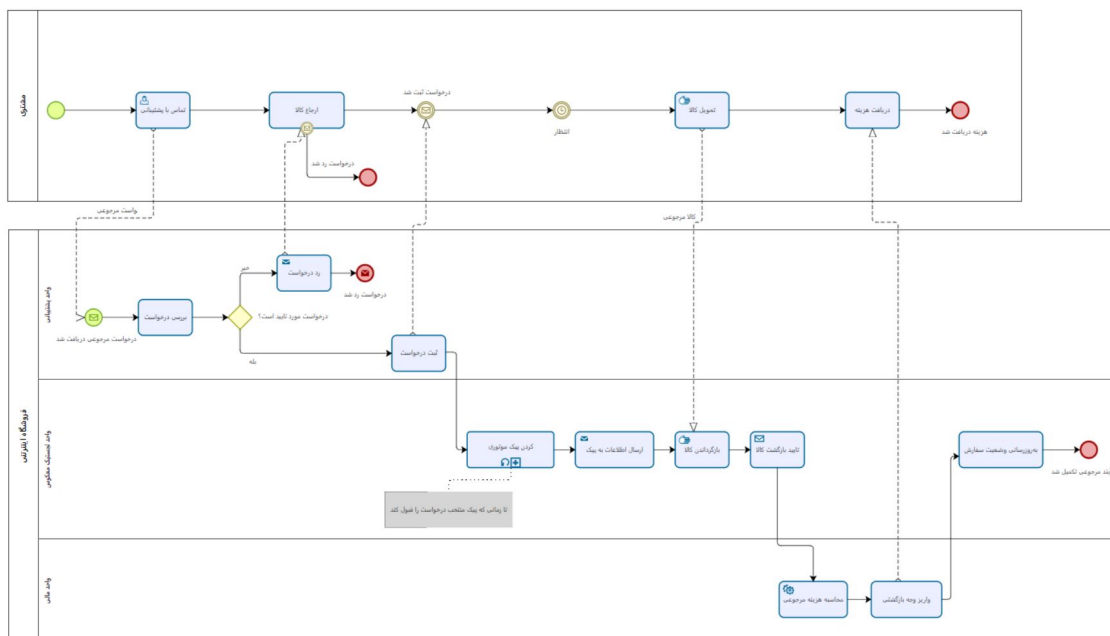 مشتری
تماس با پشتیبانی
ارجاع کالا
درخواست ثبت شد
انتظار
تحویل کالا
دریافت هزینه
هزینه دریافت شد
درخواست رد شد
واست مرجوعی
کالا مرجوعی
فروشگاه اینترنتی
واحد پشتیبانی
درخواست مرجوعی دریافت شد
بررسی درخواست
درخواست مورد تایید است؟
خیر
بله
رد درخواست
درخواست رد شد
ثبت درخواست
واحد لجستیک معکوس
کردن پیک موتوری
ارسال اطلاعات به پیک
بازگرداندن کالا
تایید بازگشت کالا
به‌روزرسانی وضعیت سفارش
یند مرجوعی تکمیل شد
تا زمانی که پیک منتخب درخواست را قبول کند
واحد مالی
محاسبه هزینه مرجوعی
واریز وجه بازگشتی